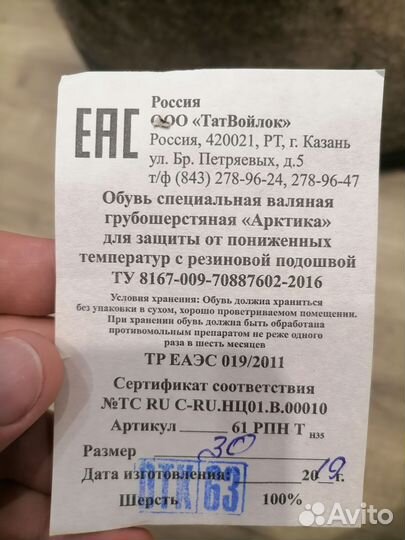 EAC
Россия
ООО «ТатВойлок»
Россия, 420021, РТ, г. Казань
ул. Бр. Петряевых, д.5
т/ф (843) 278-96-24, 278-96-47
Обувь специальная валяная
грубошерстяная «Арктика»
для защиты от пониженных
температур с резиновой подошвой
ТУ 8167-009-70887602-2016
Условия хранения: Обувь должна храниться
без упаковки в сухом, хорошо проветриваемом помещении.
При хранении обувь должна быть обработана
противомольным препаратом не реже одного
раза в шесть месяцев
ТР ЕАЭС 019/2011
Сертификат соответствия
№ТС RU C-RU.НЦ01.В.00010
Артикул ____ 61 РПН Т Н35
Размер 30
Дата изготовления: 2019 г.
ОТК 63
Шерсть 100%
Avito